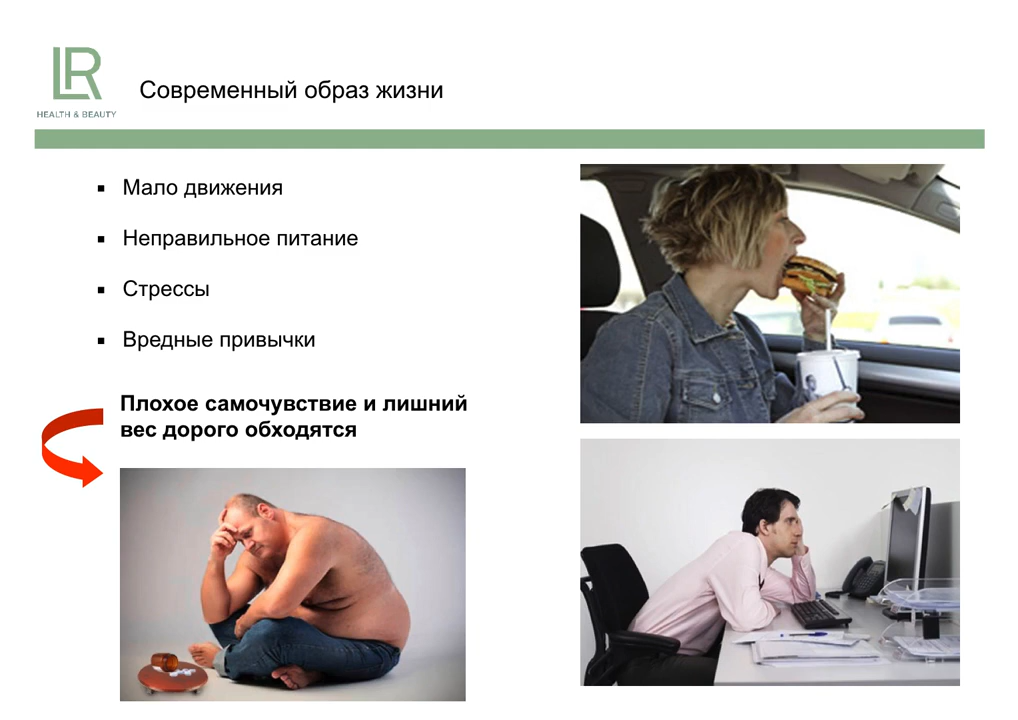 LR
HEALTH & BEAUTY
Современный образ жизни
Мало движения
Неправильное питание
Стрессы
Вредные привычки
Плохое самочувствие и лишний
вес дорого обходятся